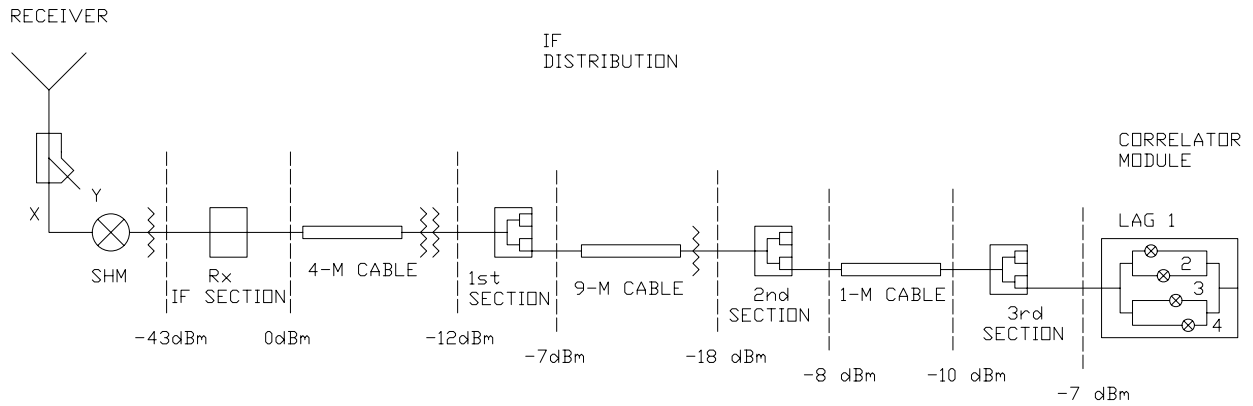 RECEIVER
IF
DISTRIBUTION
CORRELATOR
MODULE
Y
X
LAG 1
2
3
4
SHM
Rx
IF SECTION
4-M CABLE
1st
SECTION
9-M CABLE
2nd
SECTION
1-M CABLE
3rd
SECTION
-43dBm
0dBm
-12dBm
-7dBm
-18 dBm
-8 dBm
-10 dBm
-7 dBm